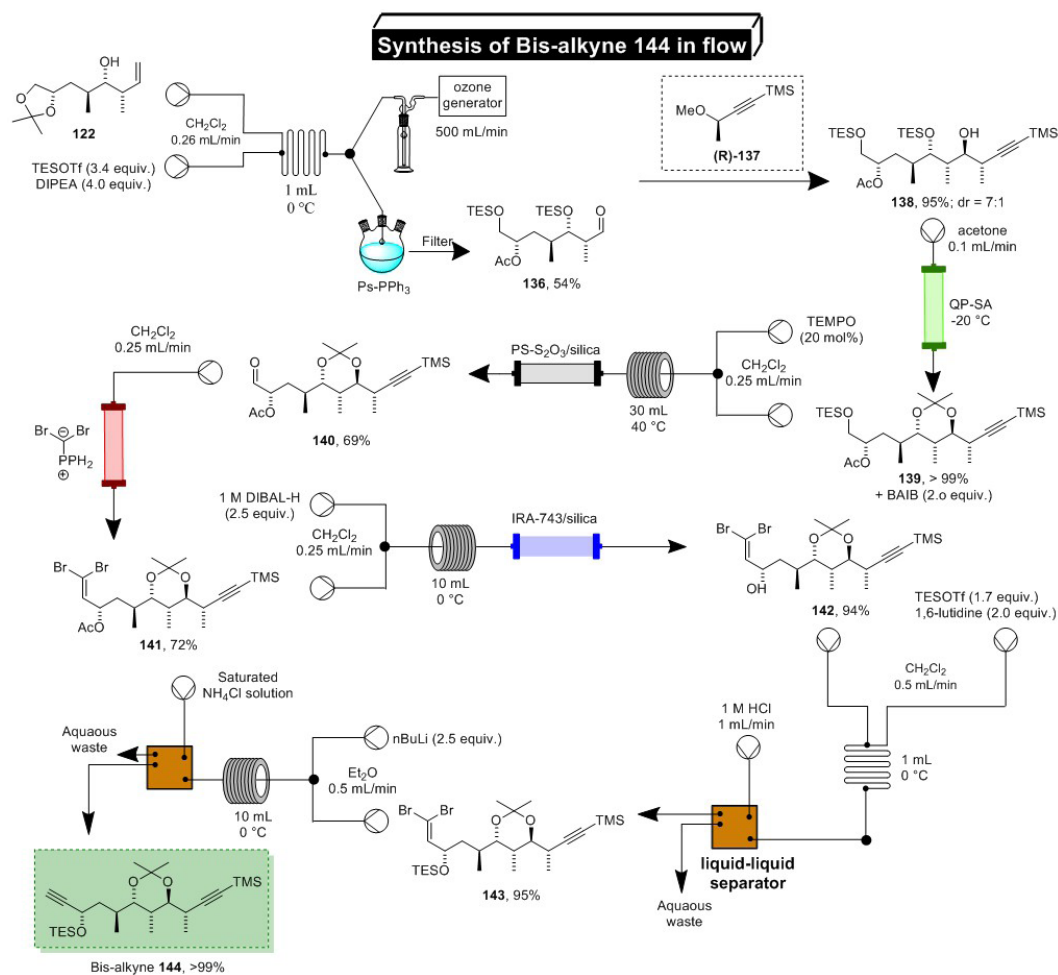 Synthesis of Bis-alkyne 144 in flow
OH
O
O
122
TESOTf (3.4 equiv.)
DIPEA (4.0 equiv.)
CH2Cl2
0.26 mL/min
1 mL
0 °C
ozone
generator
500 mL/min
Ps-PPh3
Filter
TESO TESO O
AcO
136, 54%
TMS
MeO
(R)-137
TESO TESO OH
TMS
AcO
138, 95%; dr = 7:1
acetone
0.1 mL/min
QP-SA
-20 °C
TESO
O O
TMS
AcO
139, > 99%
+ BAIB (2.o equiv.)
TEMPO
(20 mol%)
CH2Cl2
0.25 mL/min
30 mL
40 °C
PS-S2O3/silica
O
O O
TMS
AcO
140, 69%
CH2Cl2
0.25 mL/min
Br ⊖ Br
PPH2
⊕
Br Br
O O
TMS
AcO
141, 72%
1 M DIBAL-H
(2.5 equiv.)
CH2Cl2
0.25 mL/min
10 mL
0 °C
IRA-743/silica
Br Br
O O
TMS
OH
142, 94%
TESOTf (1.7 equiv.)
1,6-lutidine (2.0 equiv.)
CH2Cl2
0.5 mL/min
1 mL
0 °C
1 M HCl
1 mL/min
liquid-liquid
separator
Aquaous
waste
Br Br
O O
TMS
TESO
143, 95%
nBuLi (2.5 equiv.)
Et2O
0.5 mL/min
10 mL
0 °C
Saturated
NH4Cl solution
Aquaous
waste
O O
TMS
TESO
Bis-alkyne 144, >99%